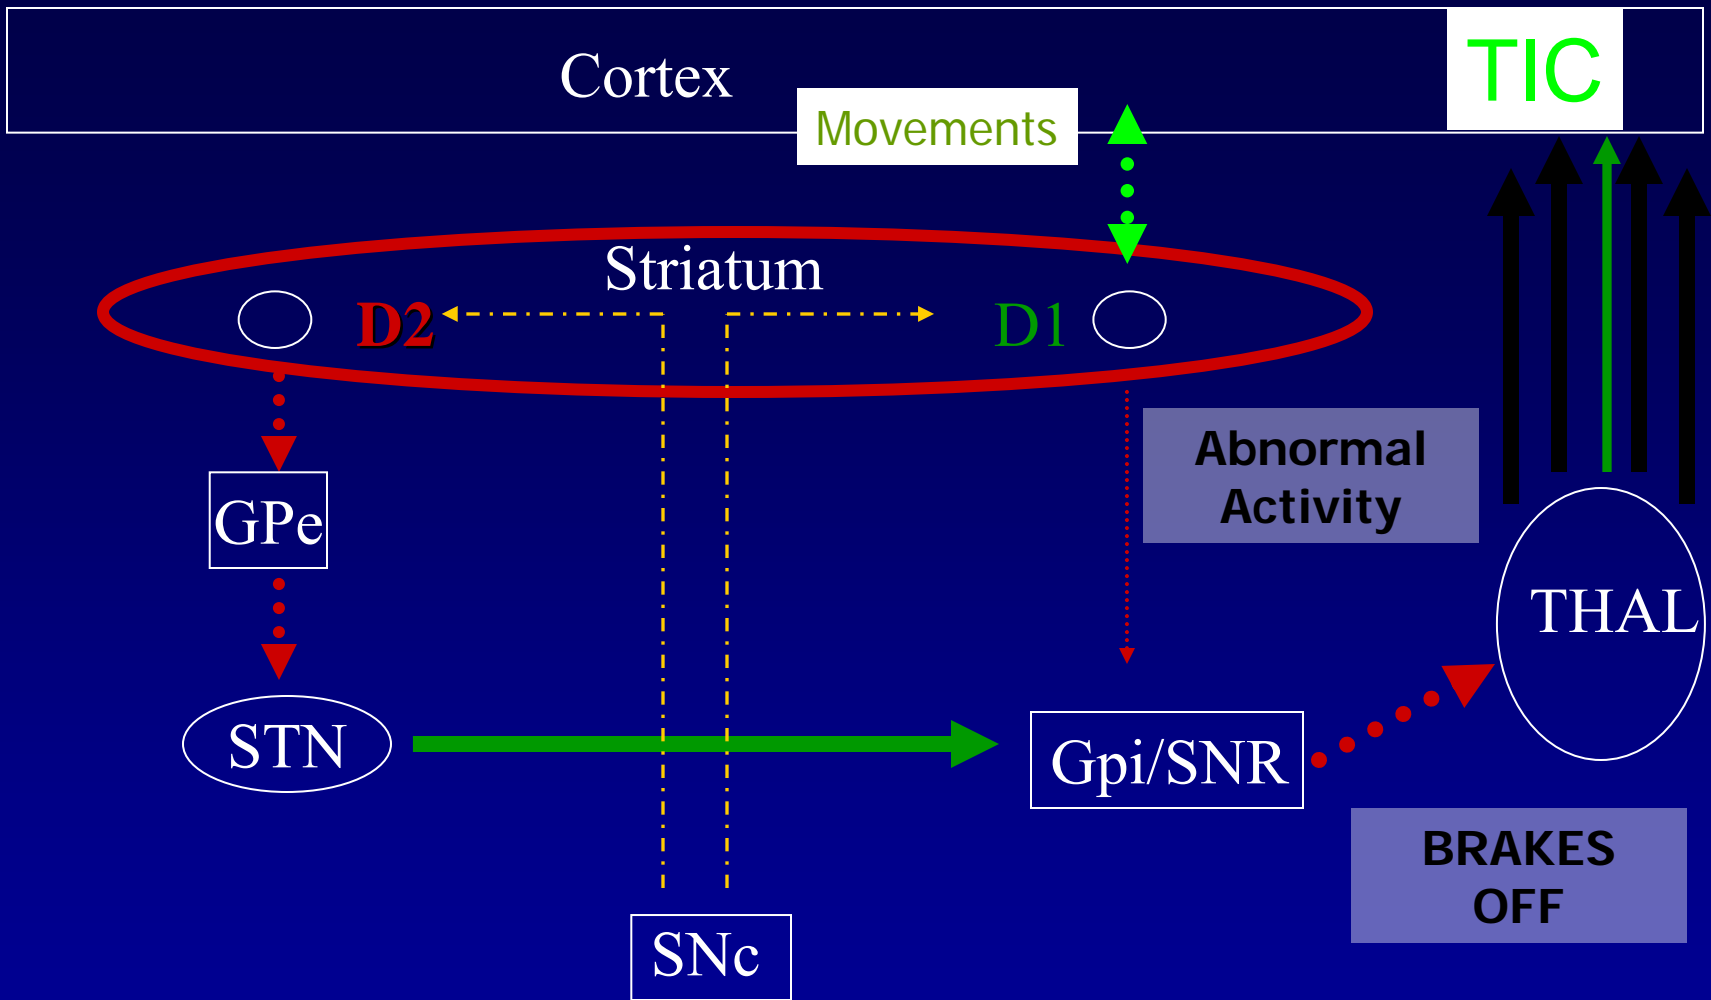 Cortex
TIC
Movements
Striatum
D2
D1
Abnormal
Activity
GPe
THAL
STN
Gpi/SNR
BRAKES
OFF
SNc